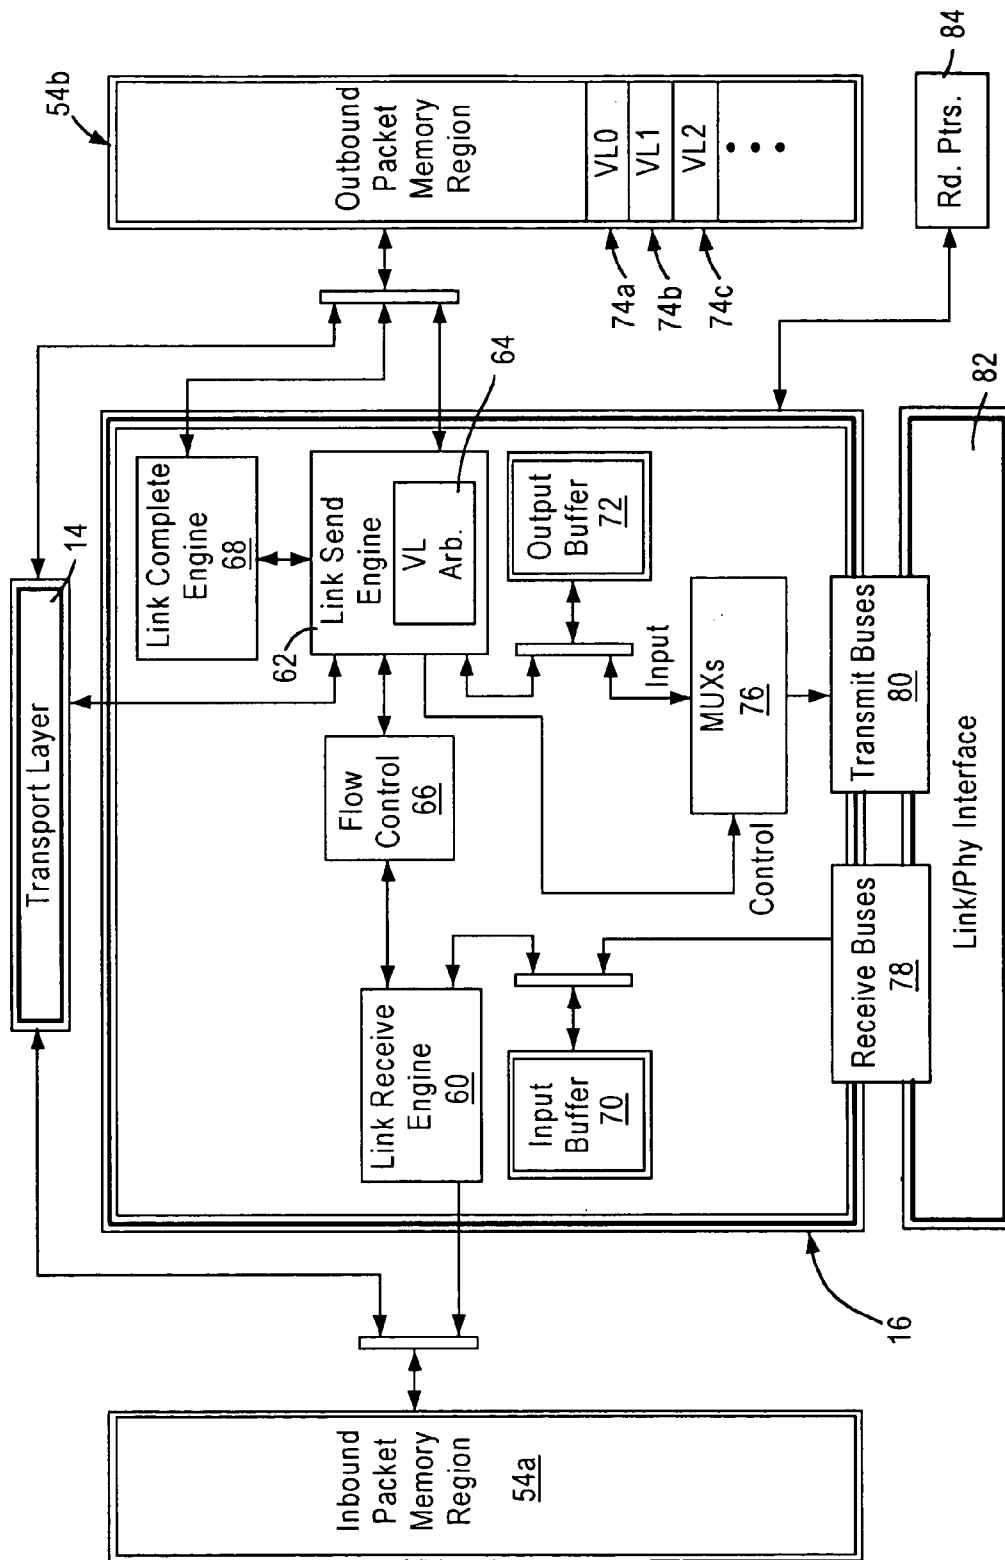 Transport Layer
14
Inbound
Packet
Memory
Region
54a
Link Receive
Engine
60
Input
Buffer
70
Flow
Control
66
Link Complete
Engine
68
62
Link Send
Engine
VL
Arb.
64
Output
Buffer
72
Input
MUXs
76
Control
Receive Buses
78
Transmit Buses
80
Link/Phy Interface
82
16
54b
Outbound
Packet
Memory
Region
VL0
VL1
VL2
74a
74b
74c
Rd. Ptrs.
84